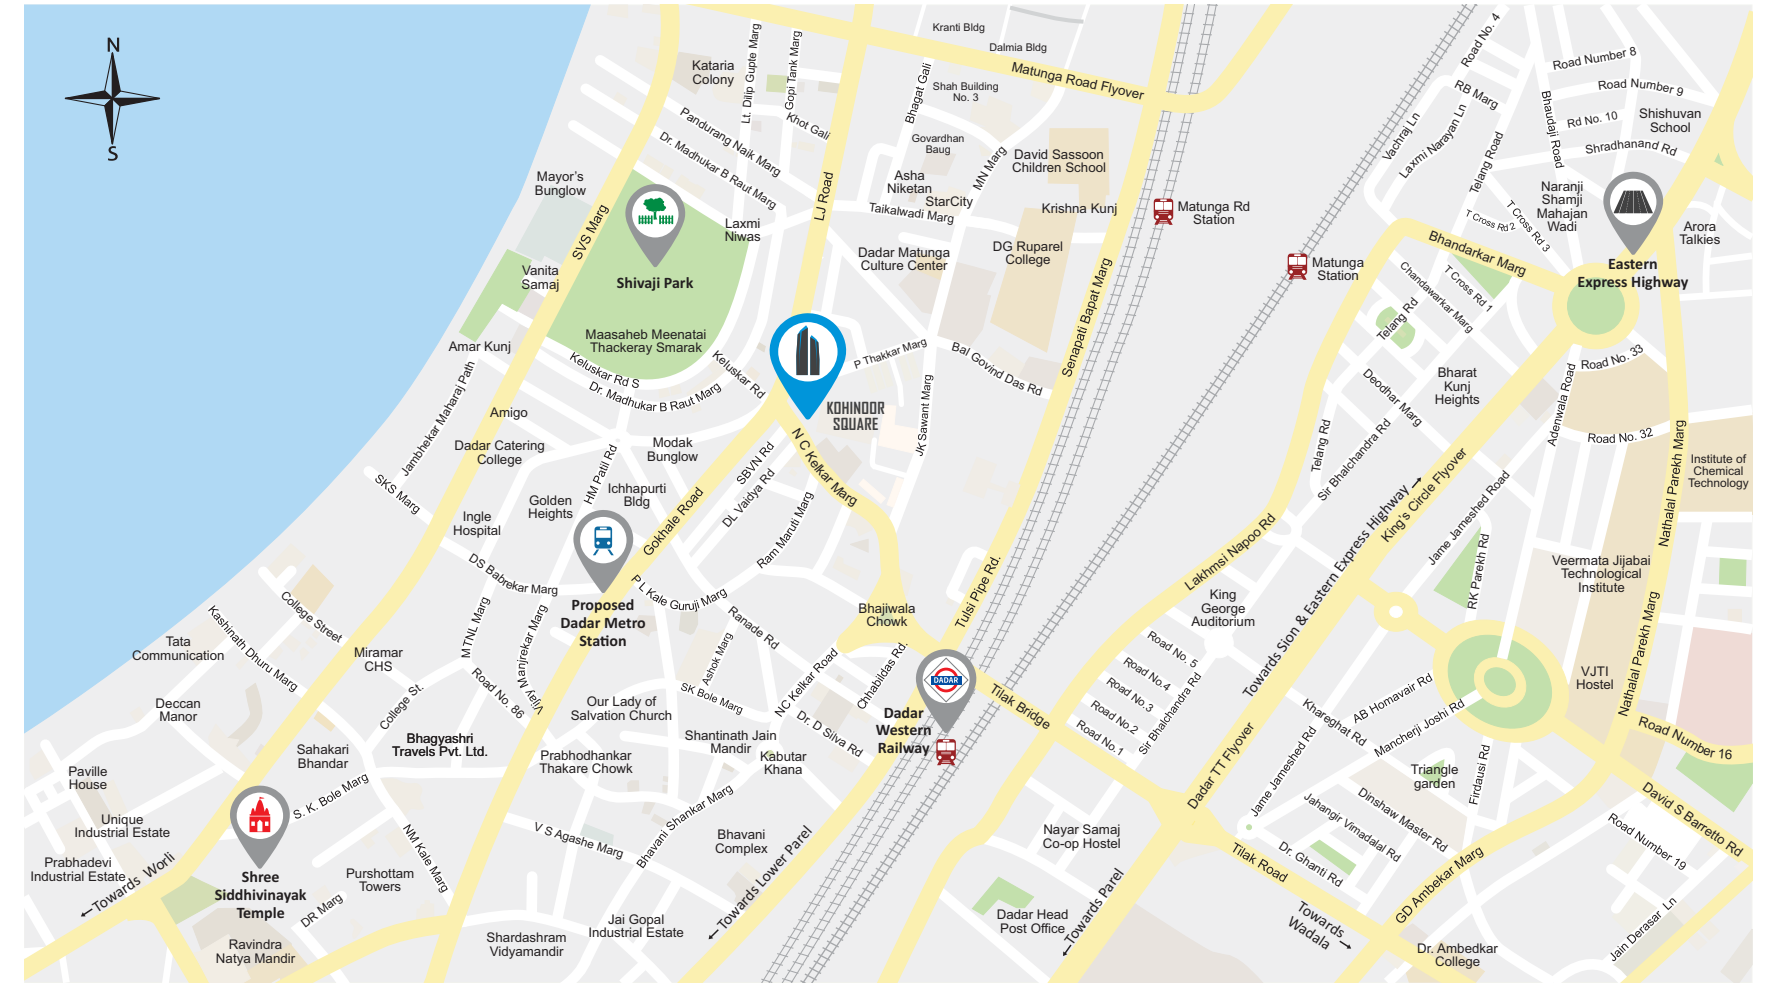 N
S
Kataria
Colony
Lt. Dilip Gupte Marg
Gopi Tank Marg
Khot Gali
Pandurang Naik Marg
Dr. Madhukar B Raut Marg
Kranti Bldg
Dalmia Bldg
Matunga Road Flyover
Bhagat Gali
Shah Building
No. 3
Govardhan
Baug
MN Marg
David Sassoon
Children School
Asha
Niketan
StarCity
Taikalwadi Marg
Krishna Kunj
LJ Road
Matunga Rd
Station
Matunga
Station
Mayor's
Bunglow
SVS Marg
Laxmi
Niwas
Shivaji Park
Vanita
Samaj
Maasaheb Meenatai
Thackeray Smarak
Dadar Matunga
Culture Center
DG Ruparel
College
Senapati Bapat Marg
Road No. 4
Road Number 8
Road Number 9
RB Marg
Vachraj Ln
Laxmi Narayan Ln
Bhaudaji Road
Rd No. 10
Shishuvan
School
Shradhanand Rd
Telang Road
Naranji
Shamji
Mahajan
Wadi
T Cross Rd 2
T Cross Rd 3
Arora
Talkies
Bhandarkar Marg
Eastern
Express Highway
Chandawarkar Marg
T Cross Rd 1
Telang Rd
Amar Kunj
Keluskar Rd S
Dr. Madhukar B Raut Marg
Keluskar Rd
P Thakkar Marg
Bal Govind Das Rd
KOHINOOR
SQUARE
JK Sawant Marg
N C Kelkar Marg
Jambhekar Maharaj Path
Amigo
Dadar Catering
College
SKS Marg
HM Patil Rd
Modak
Bunglow
Ichhapurti
Bldg
Golden
Heights
Ingle
Hospital
SBVN Rd
DL Vaidya Rd
Gokhale Road
Ram Maruti Marg
Deodhar Marg
Bharat
Kunj
Heights
Road No. 33
Adenwala Road
Road No. 32
Telang Rd
Sir Bhalchandra Rd
King's Circle Flyover
Nathalal Parekh Marg
Institute of
Chemical
Technology
Jame Jameshed Road
RK Parekh Rd
Veermata Jijabai
Technological
Institute
Lakhmsi Napoo Rd
Towards Sion & Eastern Express Highway →
DS Babrekar Marg
P L Kale Guruji Marg
Proposed
Dadar Metro
Station
MTNL Marg
Vijay Manjrekar Marg
Ranade Rd
Ashok Marg
Bhajiwala
Chowk
Tulsi Pipe Rd.
King
George
Auditorium
College Street
Kashinath Dhuru Marg
Tata
Communication
Miramar
CHS
Road No. 86
College St.
Deccan
Manor
Our Lady of
Salvation Church
SK Bole Marg
NC Kelkar Road
Chhabildas Rd.
Dr. D Silva Rd
DADAR
Dadar
Western
Railway
Tilak Bridge
Road No. 5
Road No.4
Road No.3
Road No.2
Road No.1
Sir Bhalchandra Rd
Nathalal Parekh Marg
VJTI
Hostel
AB Homavair Rd
Khareghat Rd
Mancherji Joshi Rd
Road Number 16
Bhagyashri
Travels Pvt. Ltd.
Sahakari
Bhandar
Prabhodhankar
Thakare Chowk
Shantinath Jain
Mandir
Kabutar
Khana
Dadar TT Flyover
Jame Jameshed Rd
Triangle
garden
Firdausi Rd
Paville
House
Unique
Industrial Estate
S. K. Bole Marg
Bhavani Shankar Marg
V S Agashe Marg
Bhavani
Complex
Nayar Samaj
Co-op Hostel
Dinshaw Master Rd
Jahangir Vimadalal Rd
Dr. Ghanti Rd
David S Barretto Rd
Road Number 19
Prabhadevi
Industrial Estate
←Towards Worli
Shree
Siddhivinayak
Temple
NM Kale Marg
Purshottam
Towers
DR Marg
Ravindra
Natya Mandir
Shardashram
Vidyamandir
Jai Gopal
Industrial Estate
←Towards Lower Parel
Dadar Head
Post Office
←Towards Parel
Tilak Road
GD Ambekar Marg
Towards
Wadala →
Dr. Ambedkar
College
Jain Derasar Ln